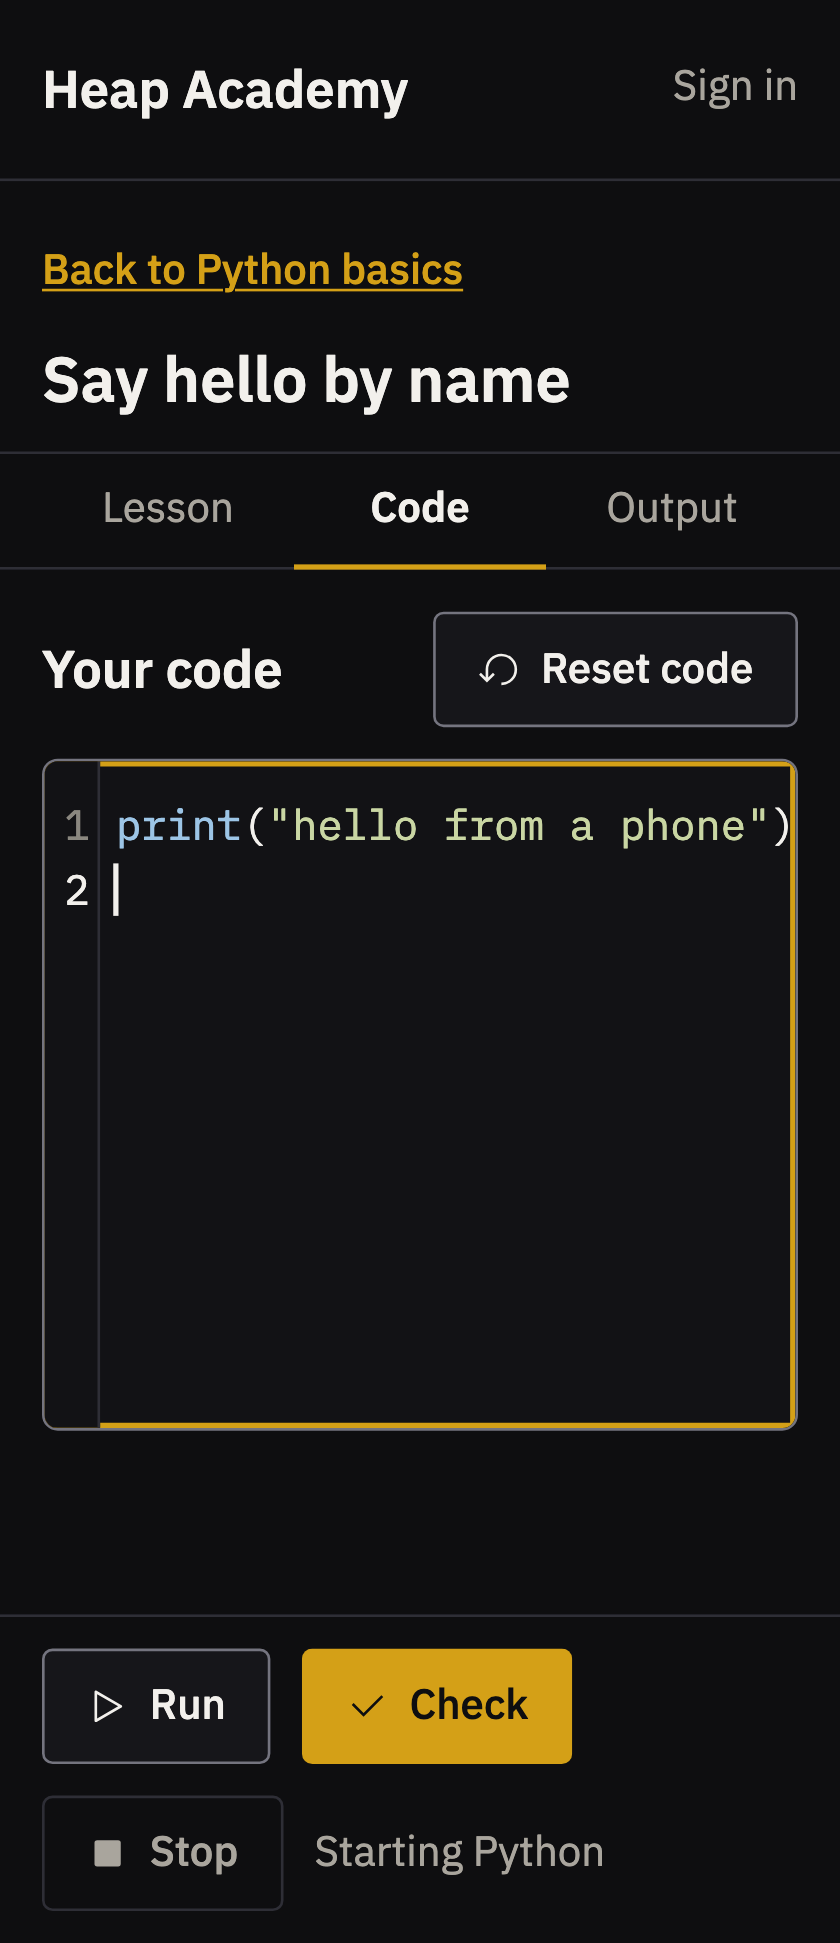 Heap Academy Sign in
Back to Python basics
Say hello by name
Lesson Code Output
Your code Reset code
1 print("hello from a phone")
2
Run Check
Stop Starting Python